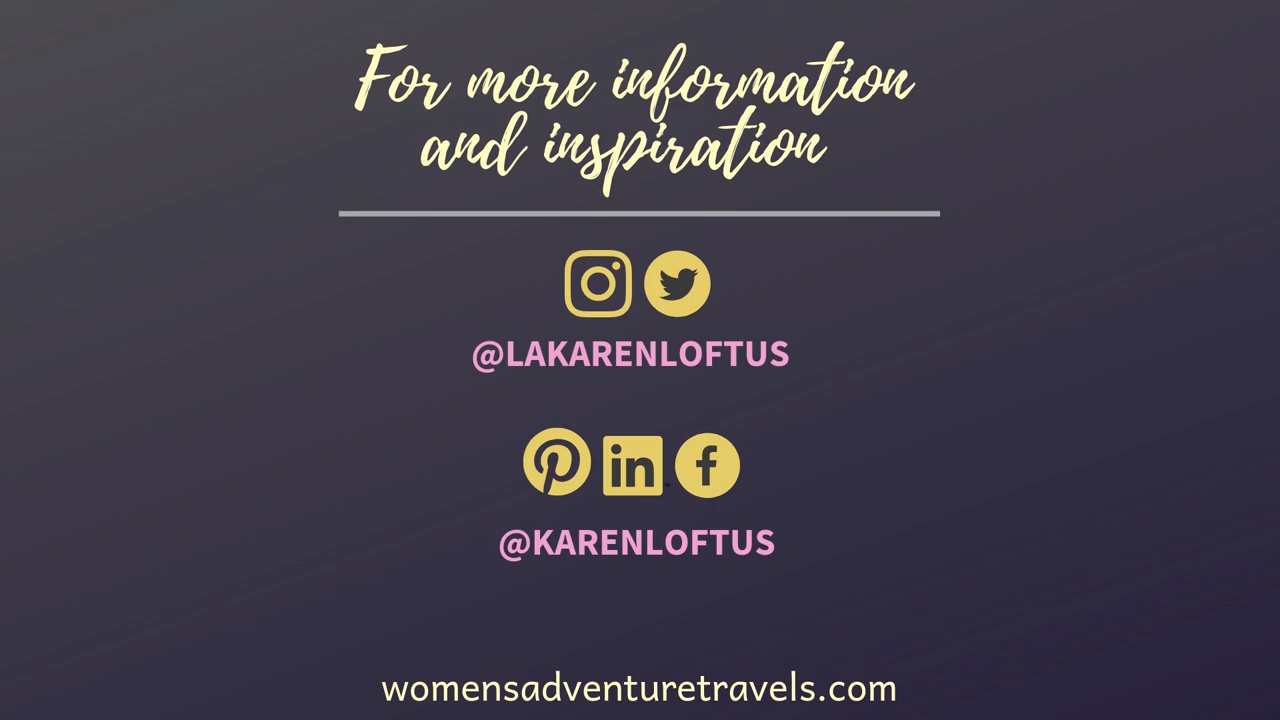 For more information
and inspiration
@LAKARENLOFTUS
in
@KARENLOFTUS
womensadventuretravels.com